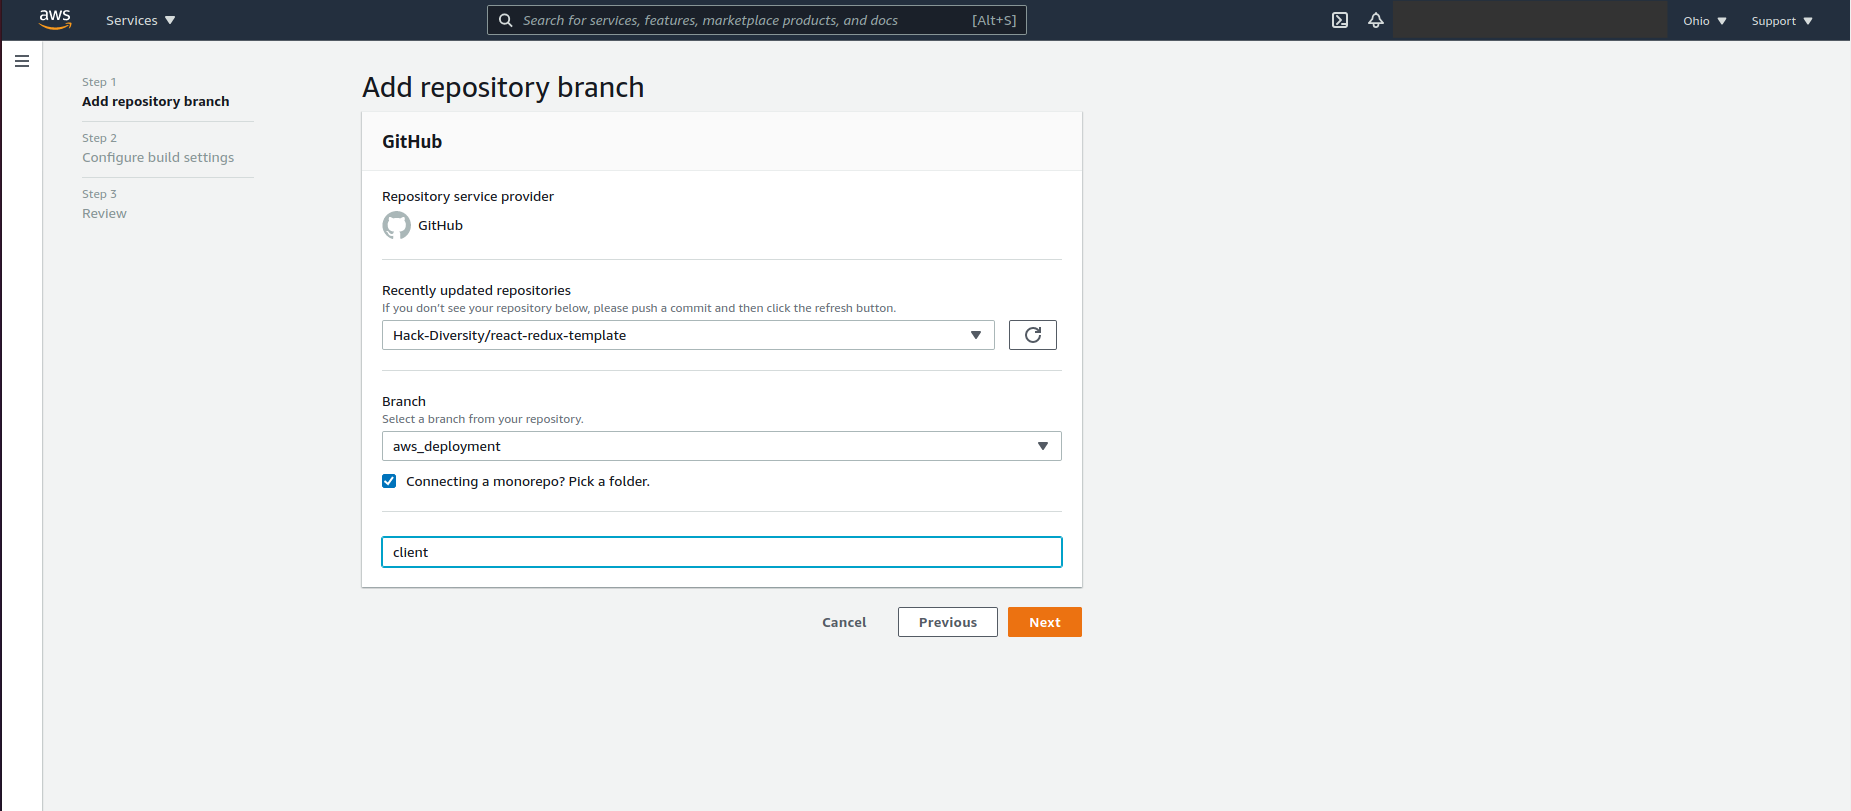 aws
Services
Search for services, features, marketplace products, and docs [Alt+S]
Ohio
Support
Step 1
Add repository branch
Step 2
Configure build settings
Step 3
Review
Add repository branch
GitHub
Repository service provider
GitHub
Recently updated repositories
If you don't see your repository below, please push a commit and then click the refresh button.
Hack-Diversity/react-redux-template
Branch
Select a branch from your repository.
aws_deployment
Connecting a monorepo? Pick a folder.
client
Cancel
Previous
Next